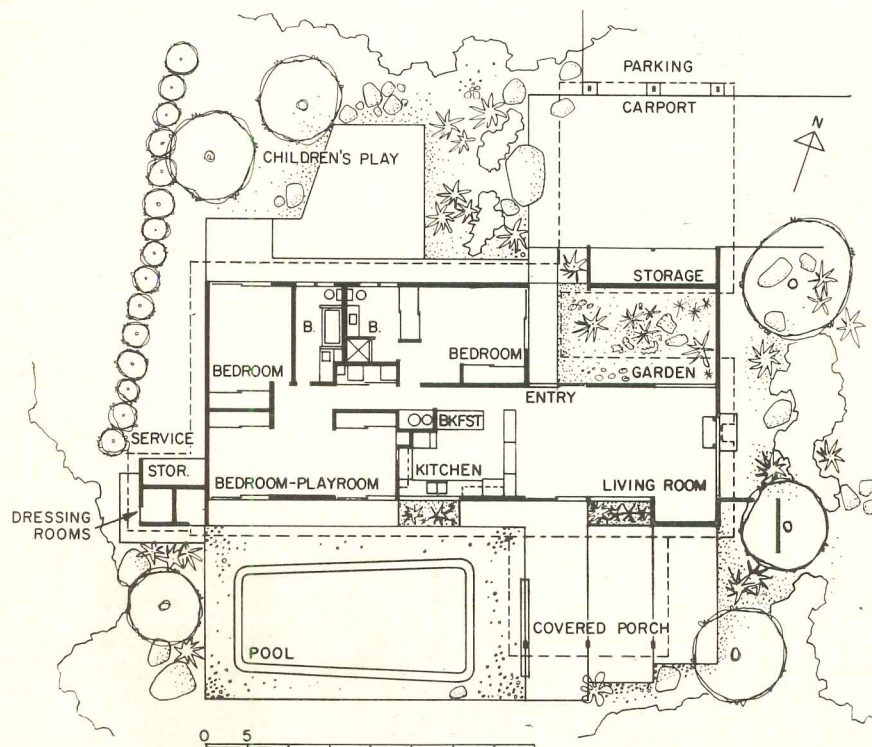 PARKING
CARPORT
N
CHILDREN'S PLAY
STORAGE
B.
B.
BEDROOM
BEDROOM
GARDEN
ENTRY
BKFST
SERVICE
STOR.
BEDROOM-PLAYROOM
KITCHEN
LIVING ROOM
DRESSING
ROOMS
POOL
COVERED PORCH
0 5